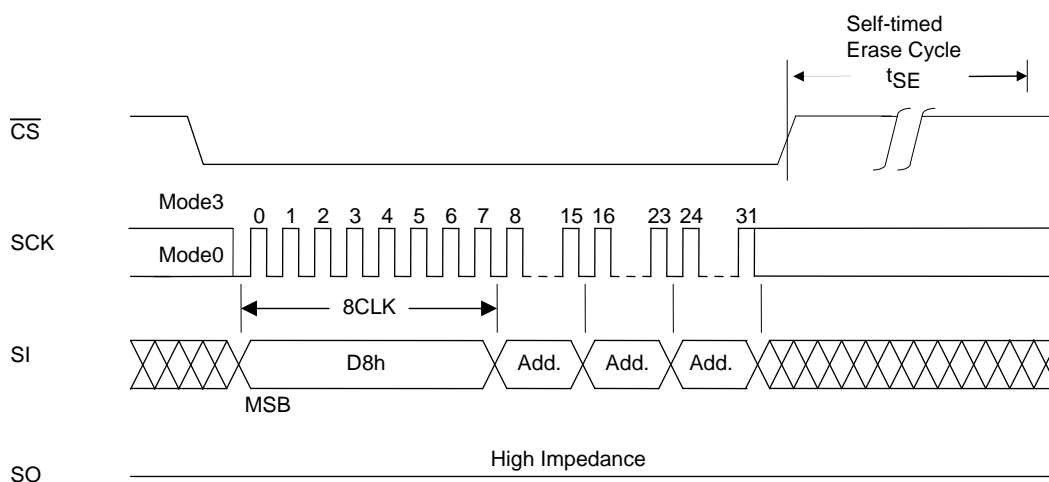 Self-timed
Erase Cycle
tSE
CS
Mode3
0 1 2 3 4 5 6 7 8 15 16 23 24 31
SCK
Mode0
8CLK
SI
D8h Add. Add. Add.
MSB
High Impedance
SO